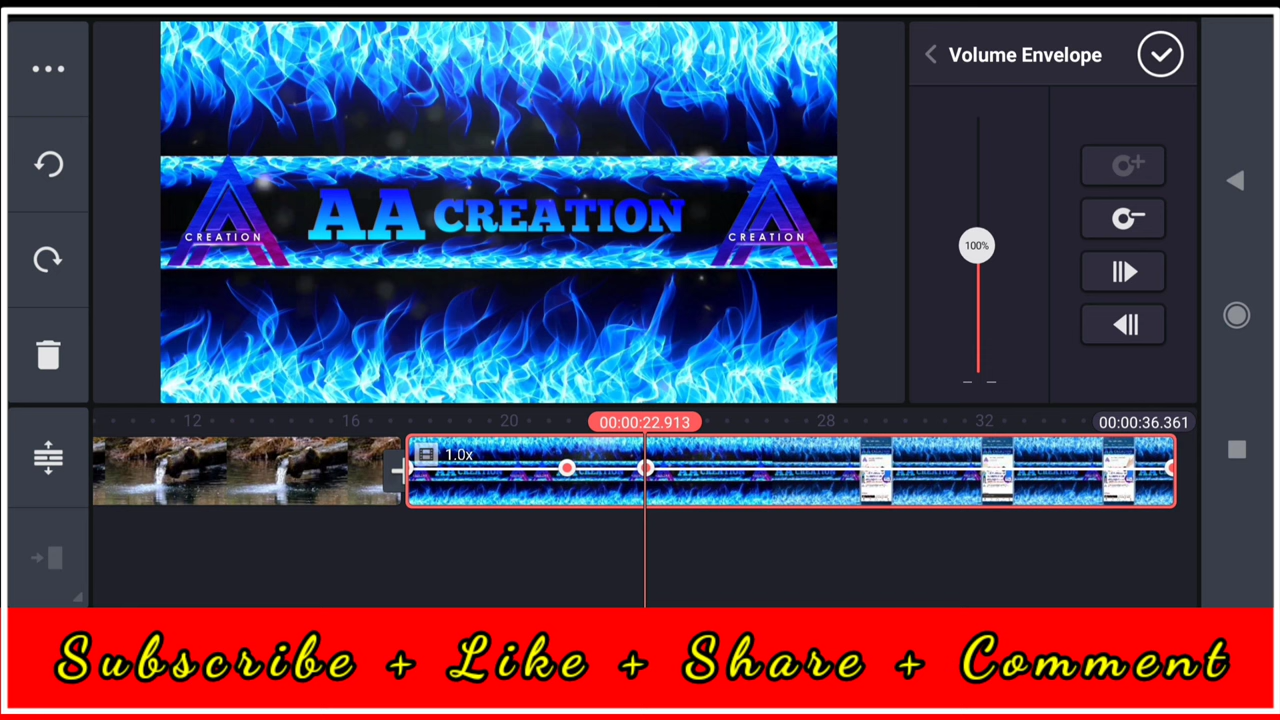 Volume Envelope
AA CREATION
CREATION
CREATION
100%
12
16
20
00:00:22.913
28
32
00:00:36.361
1.0x
Subscribe + Like + Share + Comment